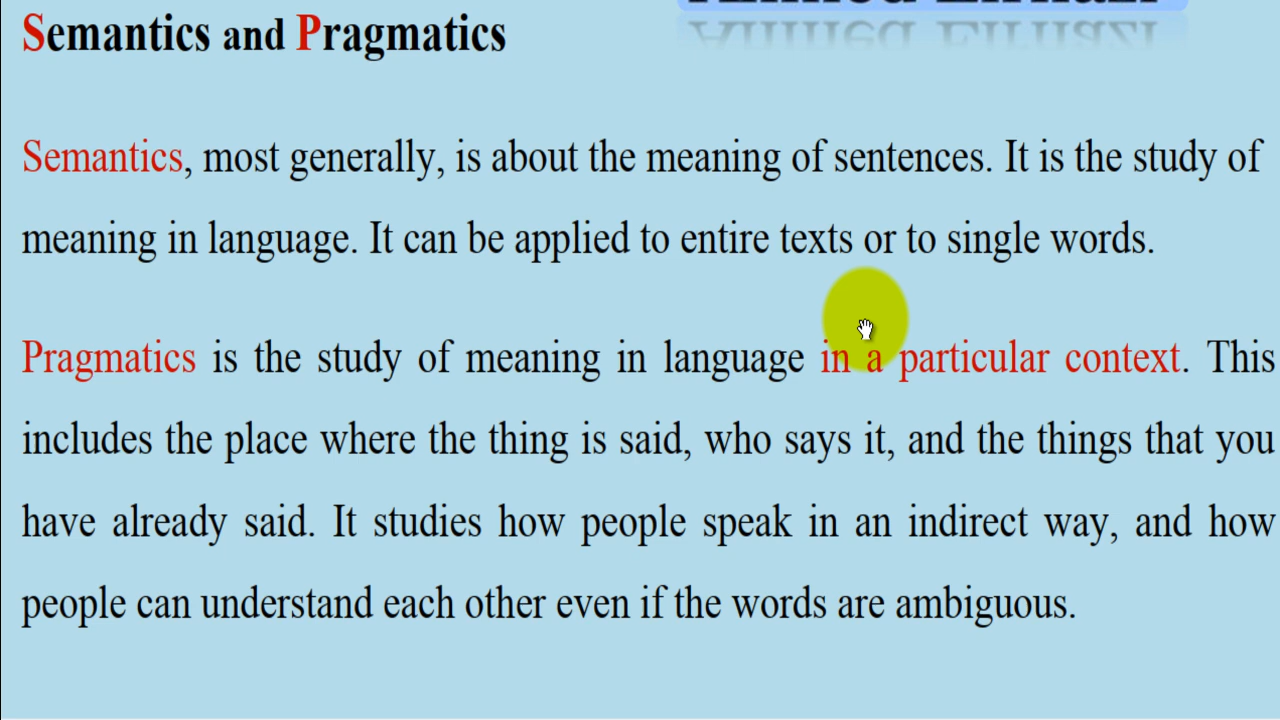 Semantics and Pragmatics
Semantics, most generally, is about the meaning of sentences. It is the study of
meaning in language. It can be applied to entire texts or to single words.
Pragmatics is the study of meaning in language in a particular context. This
includes the place where the thing is said, who says it, and the things that you
have already said. It studies how people speak in an indirect way, and how
people can understand each other even if the words are ambiguous.